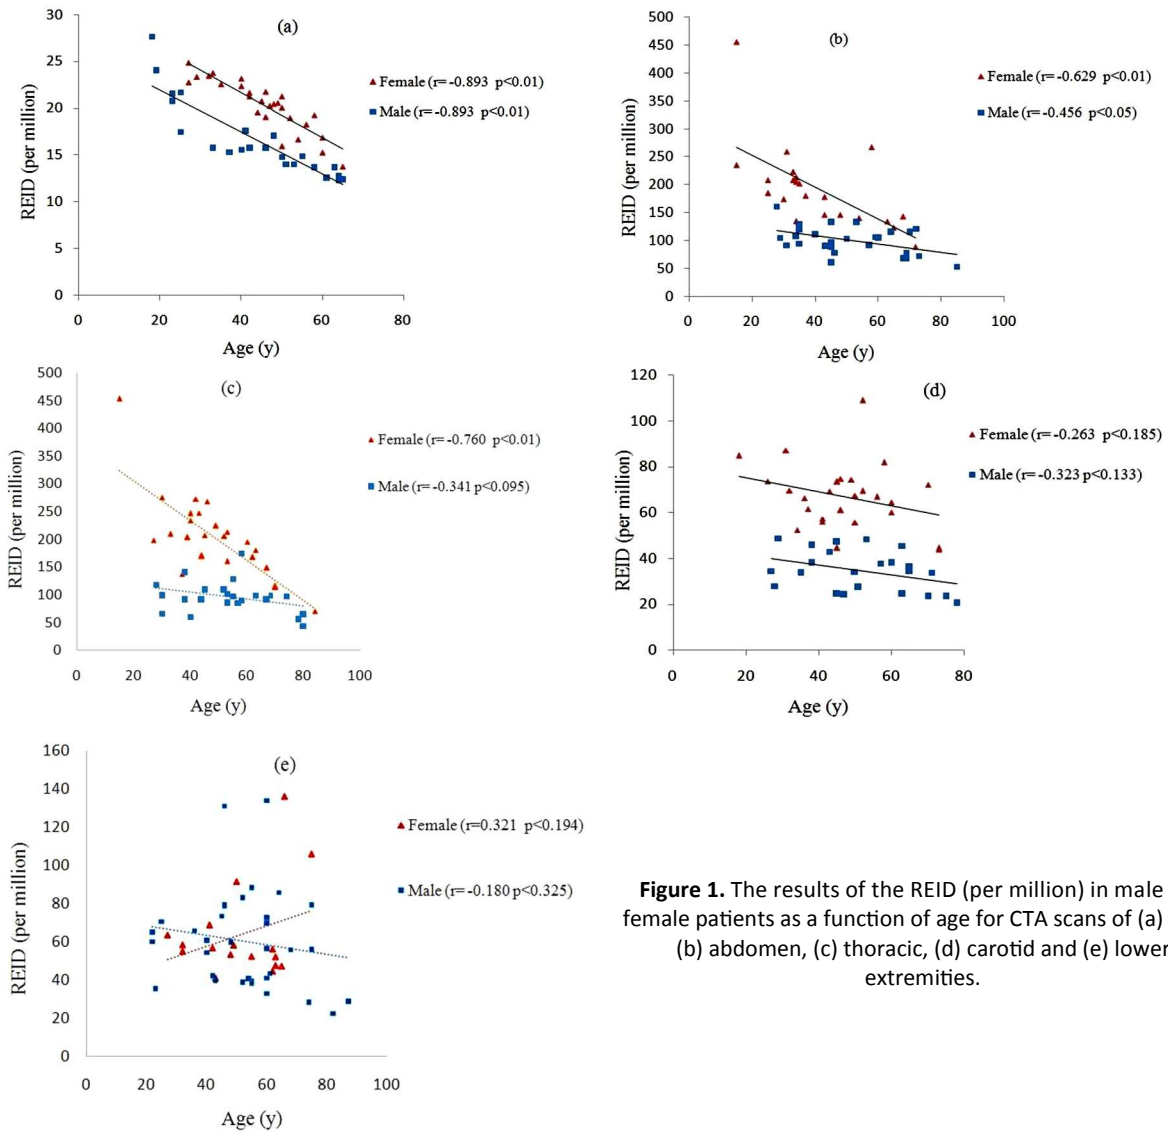 (a)
30
25
20
15
10
5
0
0 20 40 60 80
REID (per million)
Age (y)
Female (r= -0.893 p<0.01)
Male (r= -0.893 p<0.01)
(b)
500
450
400
350
300
250
200
150
100
50
0
0 20 40 60 80 100
REID (per million)
Age (y)
Female (r= -0.629 p<0.01)
Male (r= -0.456 p<0.05)
(c)
500
450
400
350
300
250
200
150
100
50
0
0 20 40 60 80 100
REID (per million)
Age (y)
Female (r= -0.760 p<0.01)
Male (r= -0.341 p<0.095)
(d)
120
100
80
60
40
20
0
0 20 40 60 80
REID (per million)
Age (y)
Female (r= -0.263 p<0.185)
Male (r= -0.323 p<0.133)
(e)
160
140
120
100
80
60
40
20
0
0 20 40 60 80 100
REID (per million)
Age (y)
Female (r=0.321 p<0.194)
Male (r= -0.180 p<0.325)
Figure 1. The results of the REID (per million) in male
female patients as a function of age for CTA scans of (a)
(b) abdomen, (c) thoracic, (d) carotid and (e) lower
extremities.